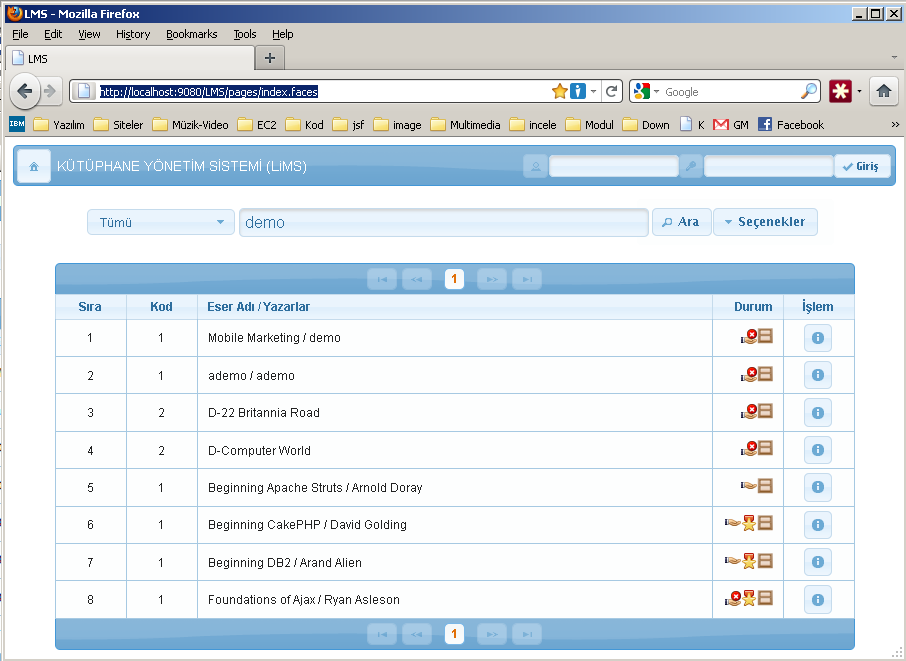 LMS - Mozilla Firefox
File Edit View History Bookmarks Tools Help
LMS
http://localhost:9080/LMS/pages/index.faces Google
IBM Yazılım Siteler Müzik-Video EC2 Kod jsf image Multimedia incele Modul Down K GM Facebook
KÜTÜPHANE YÖNETİM SİSTEMİ (LiMS) Giriş
Tümü demo Ara Seçenekler
1
Sıra Kod Eser Adı / Yazarlar Durum İşlem
1 1 Mobile Marketing / demo
2 1 ademo / ademo
3 2 D-22 Britannia Road
4 2 D-Computer World
5 1 Beginning Apache Struts / Arnold Doray
6 1 Beginning CakePHP / David Golding
7 1 Beginning DB2 / Arand Alien
8 1 Foundations of Ajax / Ryan Asleson
1